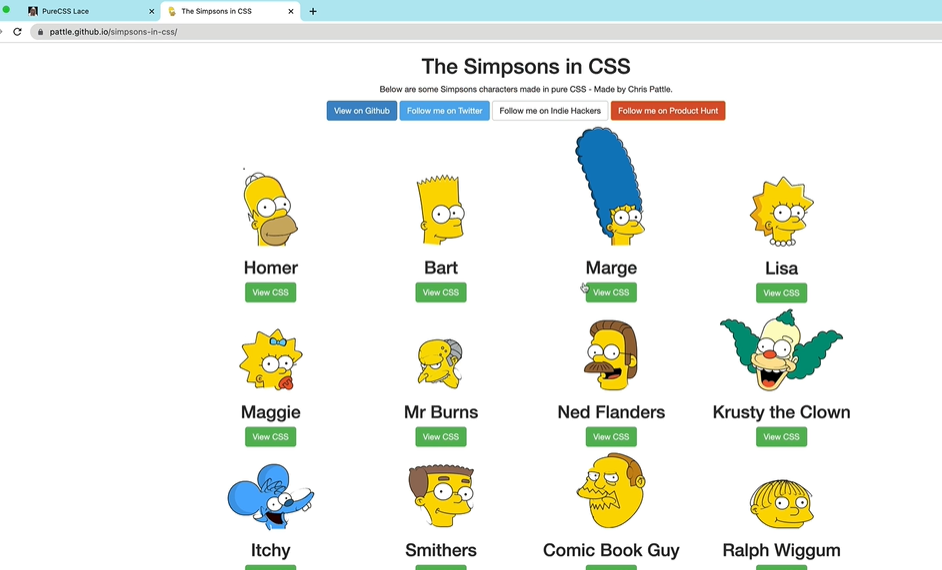 PureCSS Lace
The Simpsons in CSS
pattle.github.io/simpsons-in-css/
The Simpsons in CSS
Below are some Simpsons characters made in pure CSS - Made by Chris Pattle.
View on Github Follow me on Twitter Follow me on Indie Hackers Follow me on Product Hunt
Homer Bart Marge Lisa
View CSS View CSS View CSS View CSS
Maggie Mr Burns Ned Flanders Krusty the Clown
View CSS View CSS View CSS View CSS
Itchy Smithers Comic Book Guy Ralph Wiggum